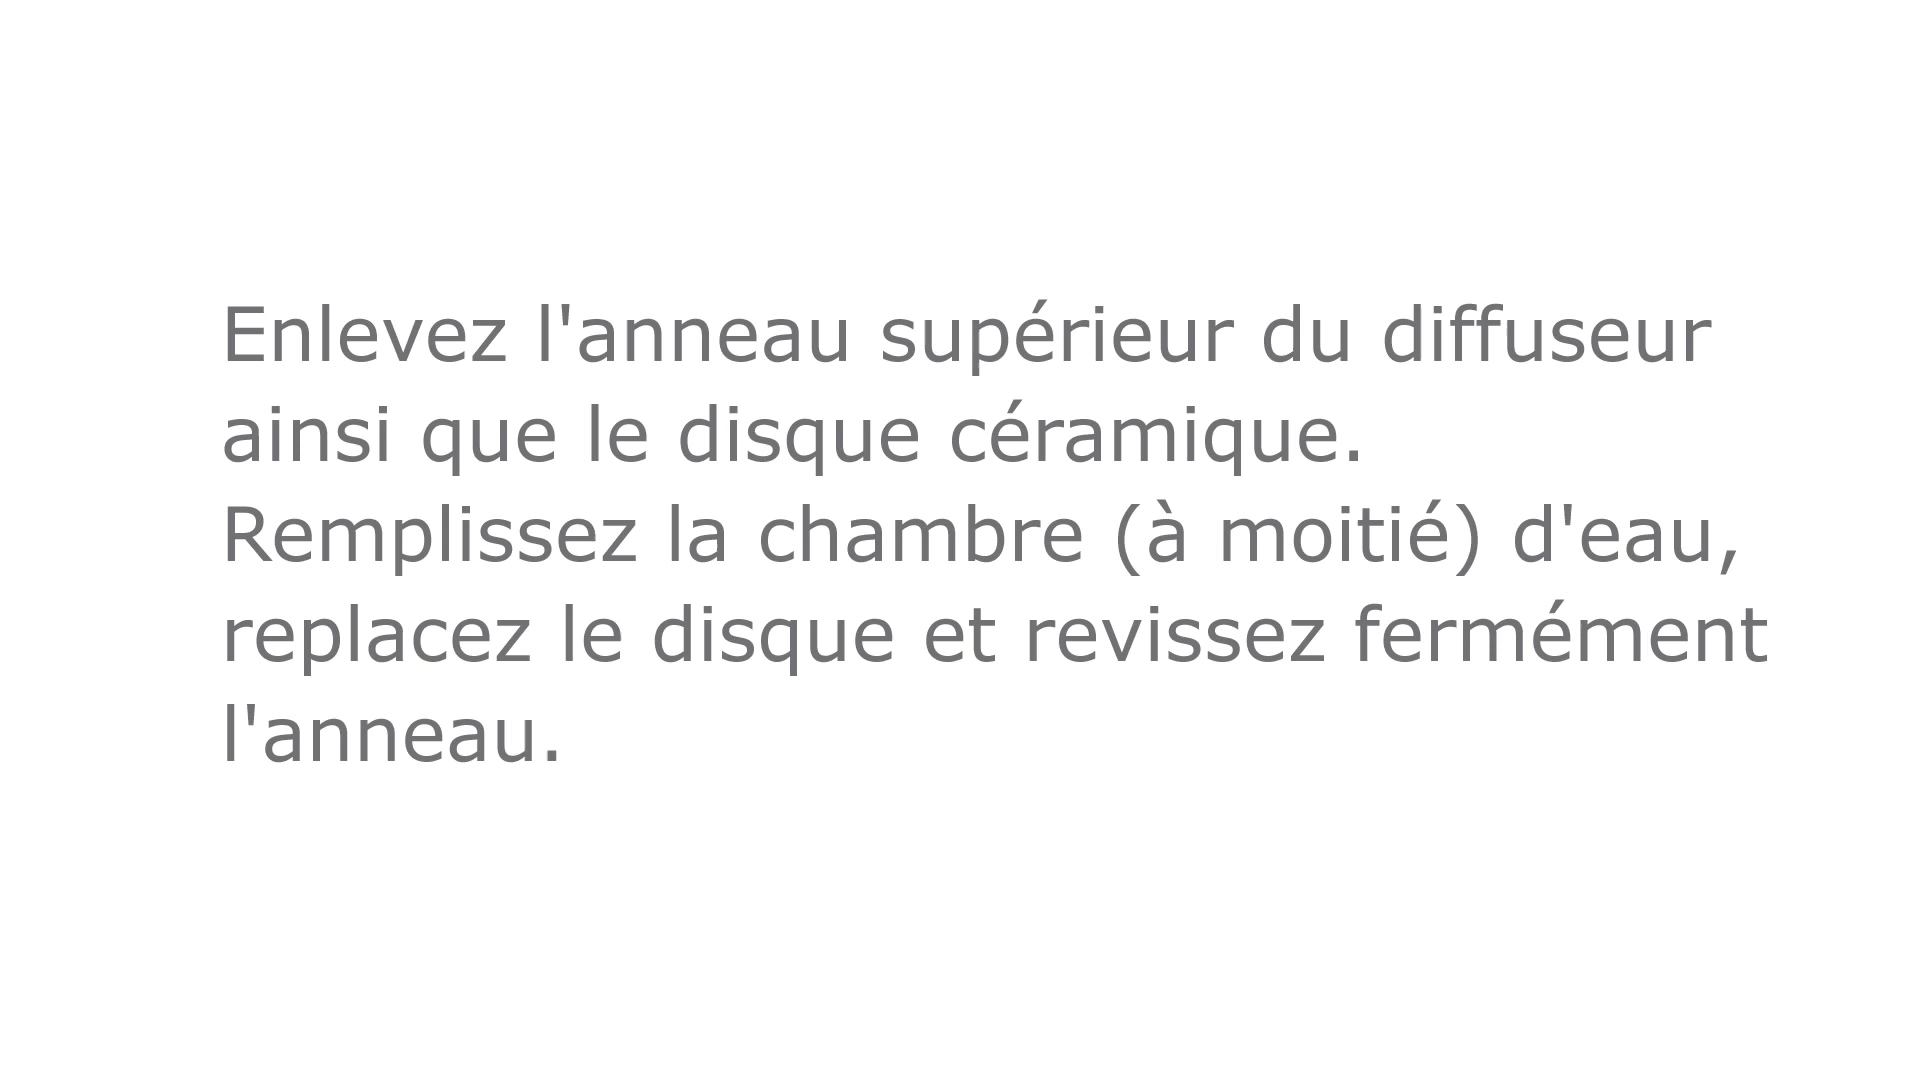 Enlevez l'anneau supérieur du diffuseur
ainsi que le disque céramique.
Remplissez la chambre (à moitié) d'eau,
replacez le disque et revissez fermément
l'anneau.